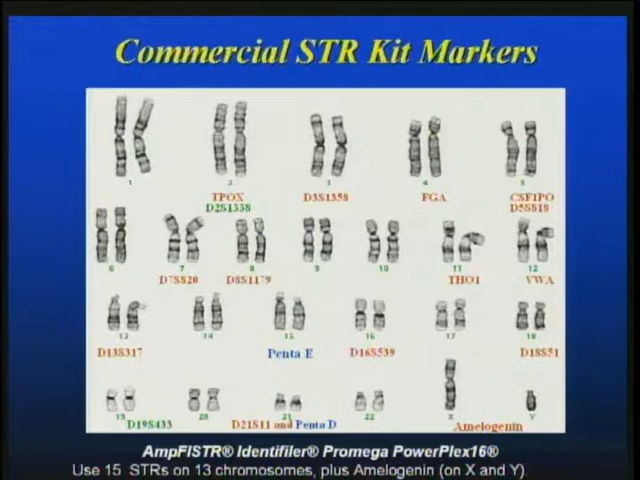 Commercial STR Kit Markers
1 2 3 4 5
TPOX D3S1358 FGA CSF1PO
D2S1338 D5S818
6 7 8 9 10 11 12
D7S820 D8S1179 THO1 VWA
13 14 15 16 17 18
D13S317 Penta E D16S539 D18S51
19 20 21 22 X Y
D19S433 D21S11 and Penta D Amelogenin
AmpFlSTR® Identifiler® Promega PowerPlex16®
Use 15 STRs on 13 chromosomes, plus Amelogenin (on X and Y)